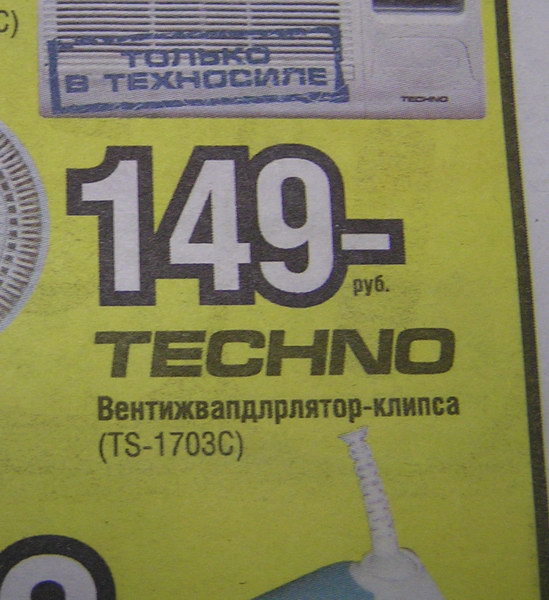 C)
ТОЛЬКО
В ТЕХНОСИЛЕ
TECHNO
149-
руб.
TECHNO
Вентижвапдлрлятор-клипса
(TS-1703C)